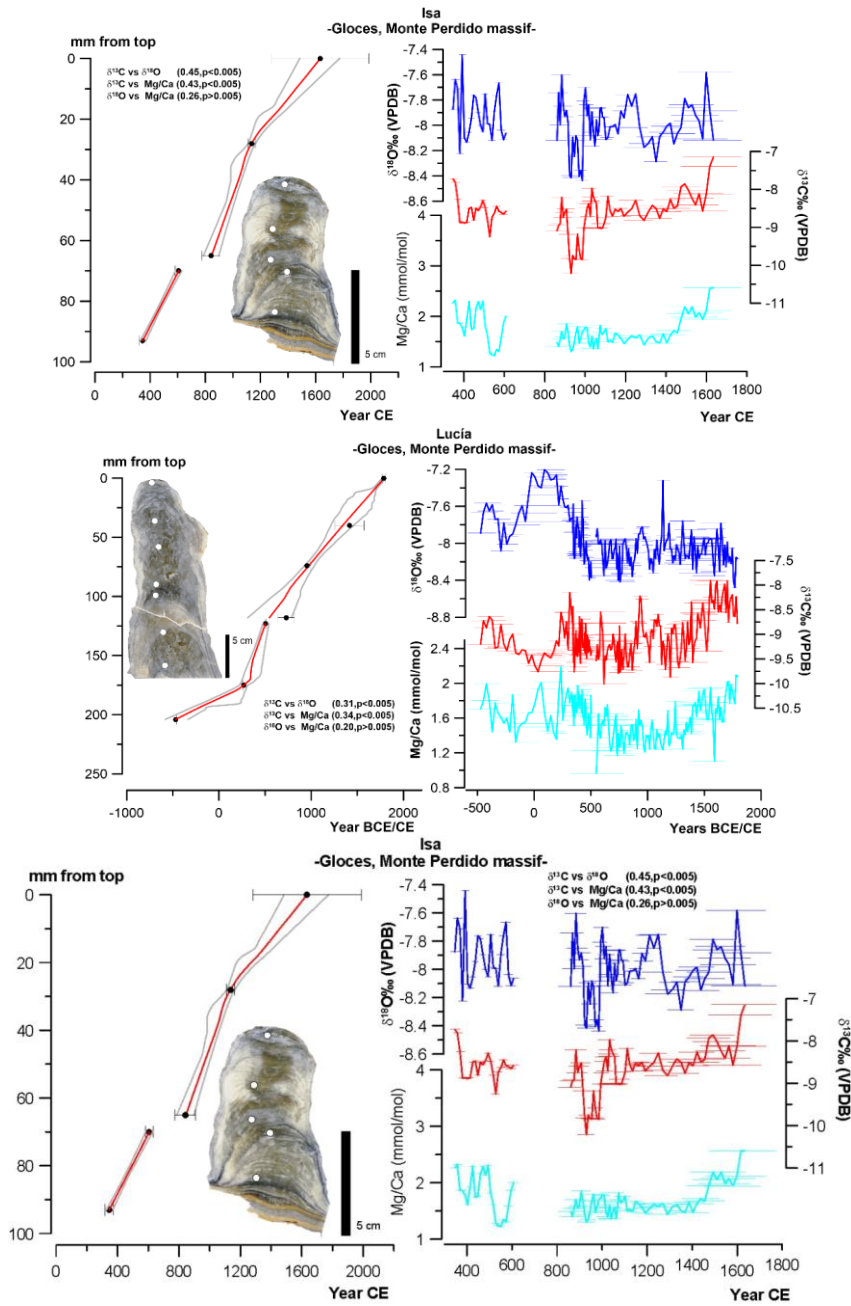 Isa
-Gloces, Monte Perdido massif-
mm from top
0
20
40
60
80
100
δ¹³C vs δ¹⁸O (0.45,p<0.005)
δ¹³C vs Mg/Ca (0.43,p<0.005)
δ¹⁸O vs Mg/Ca (0.26,p>0.005)
5 cm
0 400 800 1200 1600 2000
Year CE
-7.4
-7.6
-7.8
-8
-8.2
-8.4
-8.6
δ¹⁸O‰ (VPDB)
4
3
2
1
Mg/Ca (mmol/mol)
-7
-8
-9
-10
-11
δ¹³C‰ (VPDB)
400 600 800 1000 1200 1400 1600 1800
Year CE
Lucía
-Gloces, Monte Perdido massif-
mm from top
0
50
100
150
200
250
5 cm
δ¹³C vs δ¹⁸O (0.31,p<0.005)
δ¹³C vs Mg/Ca (0.34,p<0.005)
δ¹⁸O vs Mg/Ca (0.20,p>0.005)
-1000 0 1000 2000
Year BCE/CE
-7.2
-7.6
-8
-8.4
-8.8
δ¹⁸O‰ (VPDB)
2.4
2
1.6
1.2
0.8
Mg/Ca (mmol/mol)
-7.5
-8
-8.5
-9
-9.5
-10
-10.5
δ¹³C‰ (VPDB)
-500 0 500 1000 1500 2000
Years BCE/CE
Isa
-Gloces, Monte Perdido massif-
mm from top
0
20
40
60
80
100
5 cm
0 400 800 1200 1600 2000
Year CE
δ¹³C vs δ¹⁸O (0.45,p<0.005)
δ¹³C vs Mg/Ca (0.43,p<0.005)
δ¹⁸O vs Mg/Ca (0.26,p>0.005)
-7.4
-7.6
-7.8
-8
-8.2
-8.4
-8.6
δ¹⁸O‰ (VPDB)
4
3
2
1
Mg/Ca (mmol/mol)
-7
-8
-9
-10
-11
δ¹³C‰ (VPDB)
400 600 800 1000 1200 1400 1600 1800
Year CE